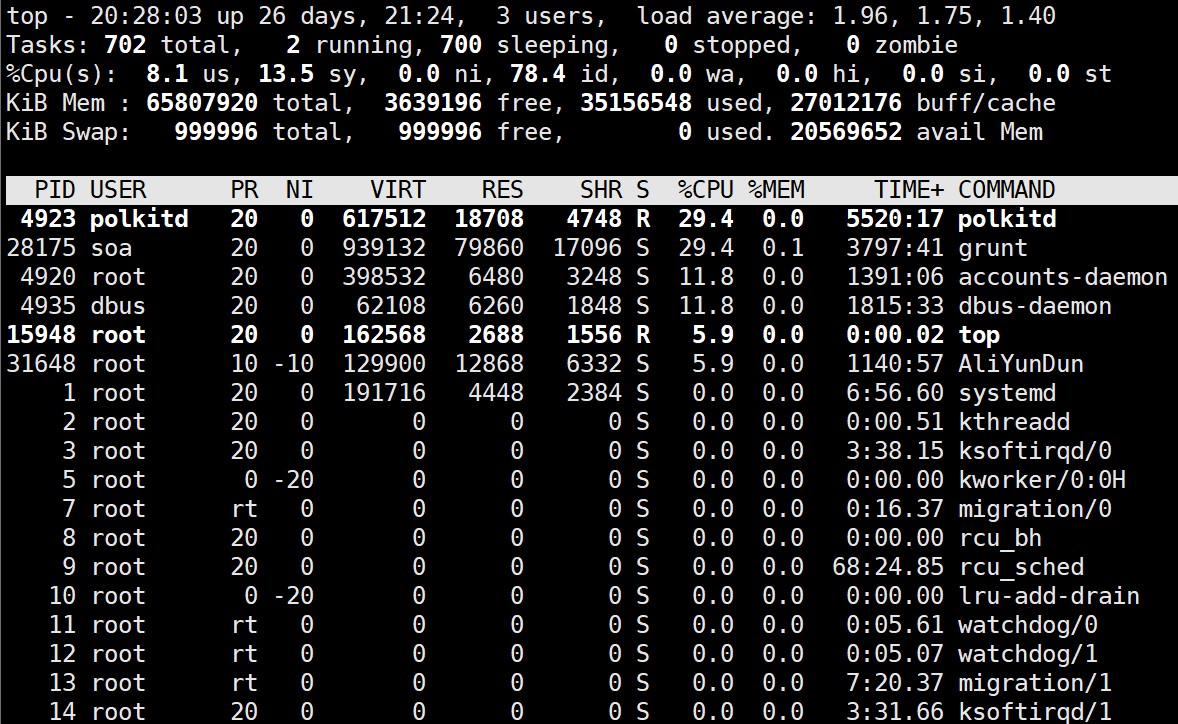 top - 20:28:03 up 26 days, 21:24,  3 users,  load average: 1.96, 1.75, 1.40
Tasks: 702 total,   2 running, 700 sleeping,   0 stopped,   0 zombie
%Cpu(s):  8.1 us, 13.5 sy,  0.0 ni, 78.4 id,  0.0 wa,  0.0 hi,  0.0 si,  0.0 st
KiB Mem : 65807920 total,  3639196 free, 35156548 used, 27012176 buff/cache
KiB Swap:   999996 total,   999996 free,        0 used. 20569652 avail Mem
  PID USER      PR  NI    VIRT    RES    SHR S  %CPU %MEM     TIME+ COMMAND
 4923 polkitd   20   0  617512  18708   4748 R  29.4  0.0   5520:17 polkitd
28175 soa       20   0  939132  79860  17096 S  29.4  0.1   3797:41 grunt
 4920 root      20   0  398532   6480   3248 S  11.8  0.0   1391:06 accounts-daemon
 4935 dbus      20   0   62108   6260   1848 S  11.8  0.0   1815:33 dbus-daemon
15948 root      20   0  162568   2688   1556 R   5.9  0.0   0:00.02 top
31648 root      10 -10  129900  12868   6332 S   5.9  0.0   1140:57 AliYunDun
    1 root      20   0  191716   4448   2384 S   0.0  0.0   6:56.60 systemd
    2 root      20   0       0      0      0 S   0.0  0.0   0:00.51 kthreadd
    3 root      20   0       0      0      0 S   0.0  0.0   3:38.15 ksoftirqd/0
    5 root       0 -20       0      0      0 S   0.0  0.0   0:00.00 kworker/0:0H
    7 root      rt   0       0      0      0 S   0.0  0.0   0:16.37 migration/0
    8 root      20   0       0      0      0 S   0.0  0.0   0:00.00 rcu_bh
    9 root      20   0       0      0      0 S   0.0  0.0  68:24.85 rcu_sched
   10 root       0 -20       0      0      0 S   0.0  0.0   0:00.00 lru-add-drain
   11 root      rt   0       0      0      0 S   0.0  0.0   0:05.61 watchdog/0
   12 root      rt   0       0      0      0 S   0.0  0.0   0:05.07 watchdog/1
   13 root      rt   0       0      0      0 S   0.0  0.0   7:20.37 migration/1
   14 root      20   0       0      0      0 S   0.0  0.0   3:31.66 ksoftirqd/1